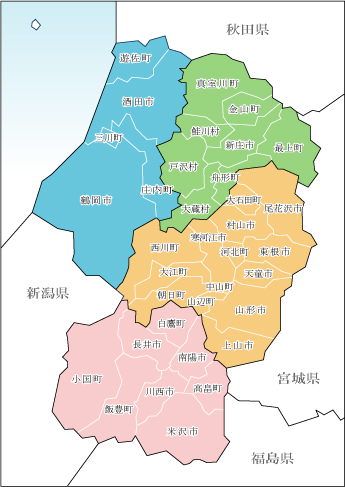 秋田県
遊佐町
真室川町
酒田市
金山町
三川町
鮭川村
新庄市
最上町
戸沢村
舟形町
庄内町
鶴岡市
大蔵村
大石田町
尾花沢市
村山市
寒河江市
西川町
河北町
東根市
大江町
天童市
中山町
朝日町
山辺町
山形市
新潟県
白鷹町
長井市
上山市
南陽市
小国町
宮城県
川西市
高畠町
飯豊町
米沢市
福島県